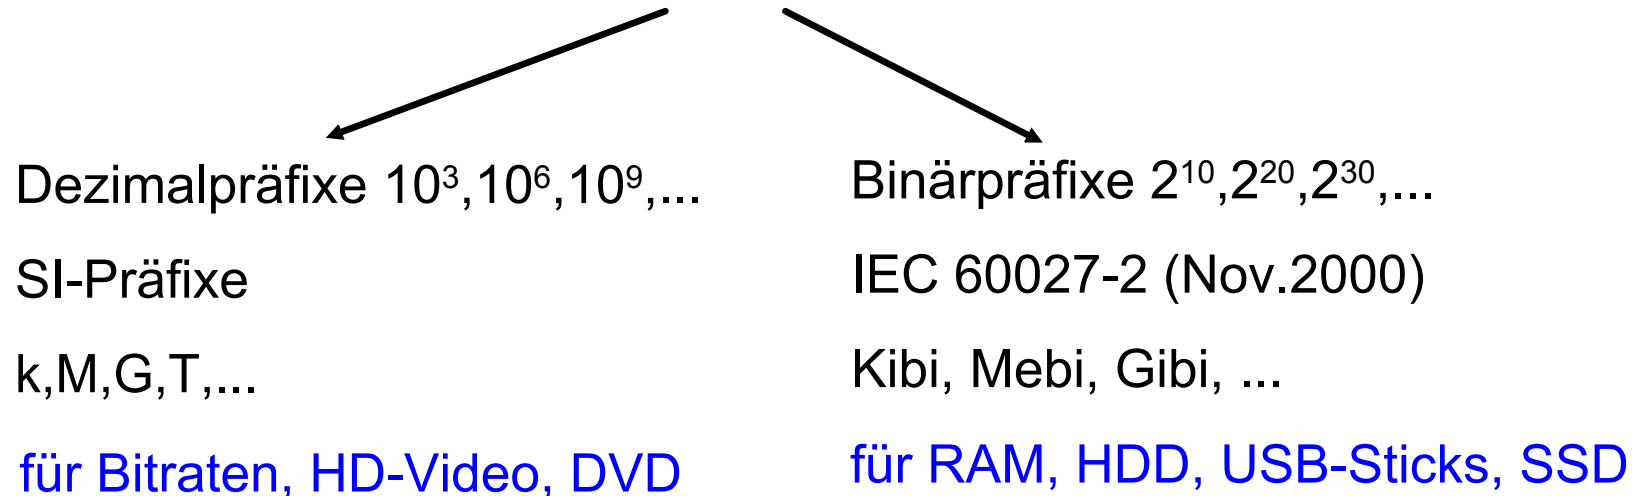 Dezimalpräfixe 10³,10⁶,10⁹,...
SI-Präfixe
k,M,G,T,...
für Bitraten, HD-Video, DVD
Binärpräfixe 2¹⁰,2²⁰,2³⁰,...
IEC 60027-2 (Nov.2000)
Kibi, Mebi, Gibi, ...
für RAM, HDD, USB-Sticks, SSD